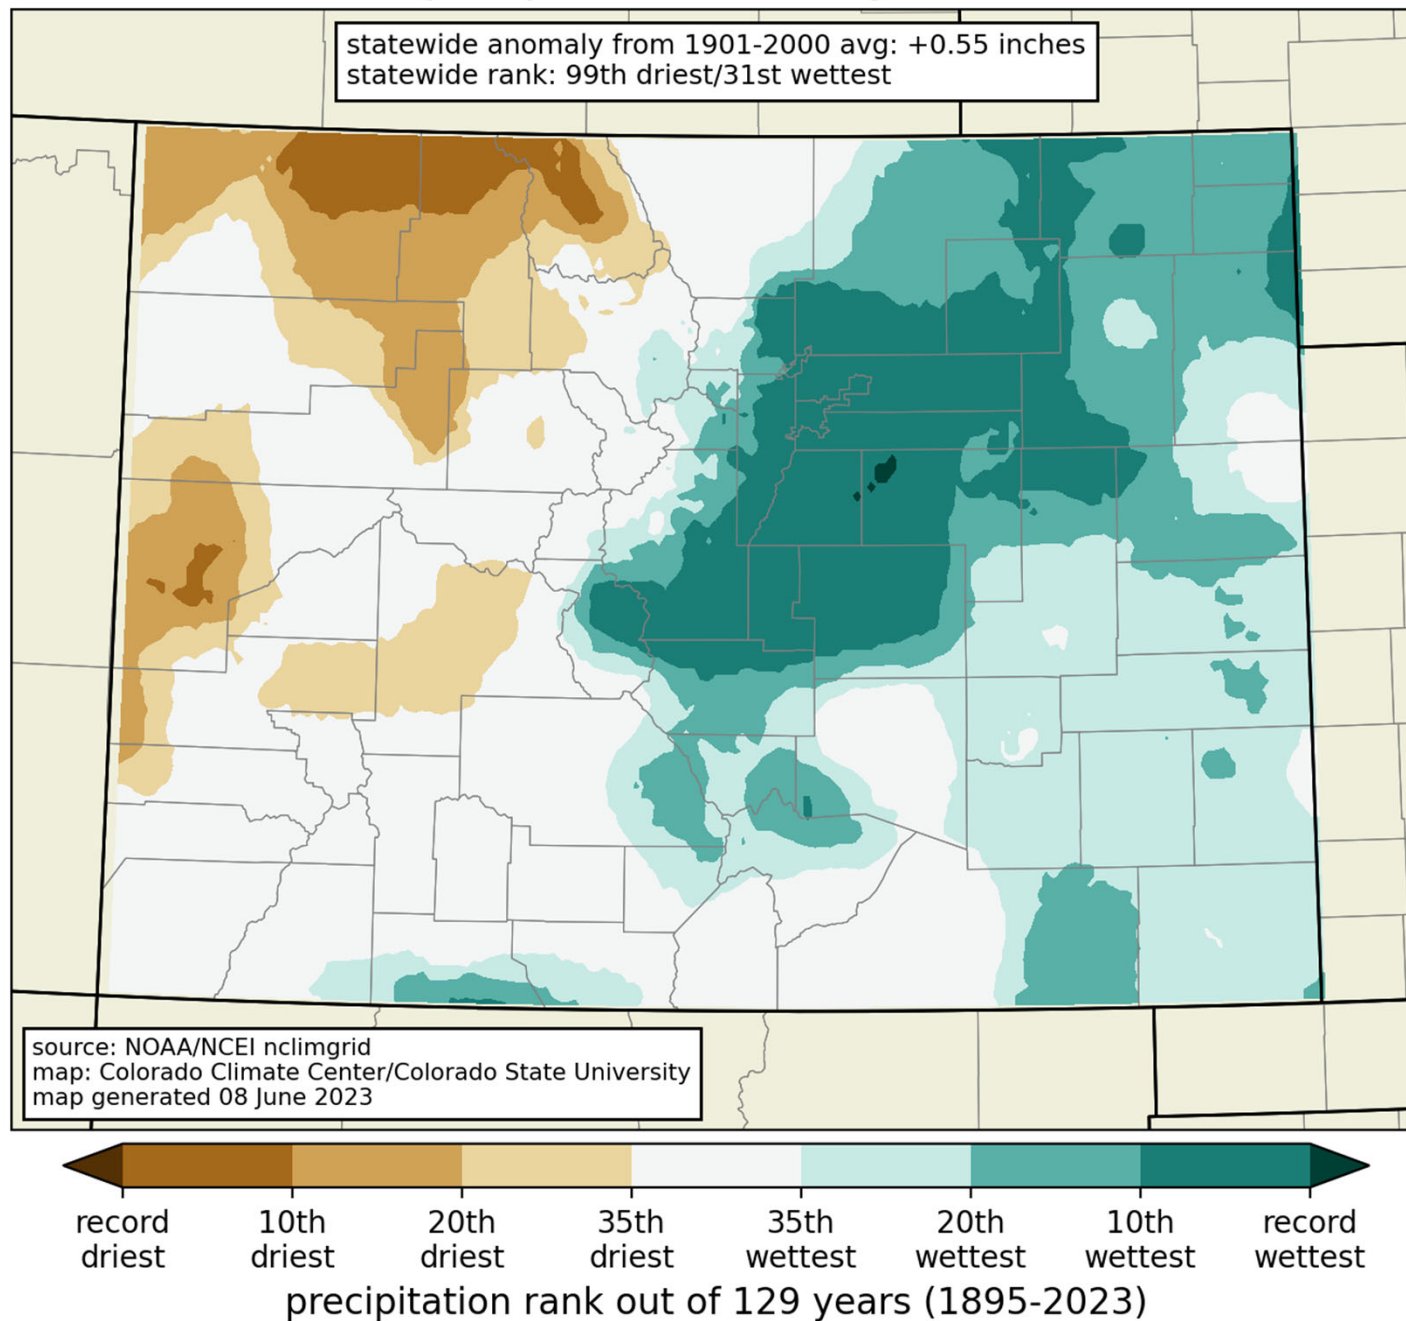 statewide anomaly from 1901-2000 avg: +0.55 inches
statewide rank: 99th driest/31st wettest
source: NOAA/NCEI nclimgrid
map: Colorado Climate Center/Colorado State University
map generated 08 June 2023
record driest
10th driest
20th driest
35th driest
35th wettest
20th wettest
10th wettest
record wettest
precipitation rank out of 129 years (1895-2023)